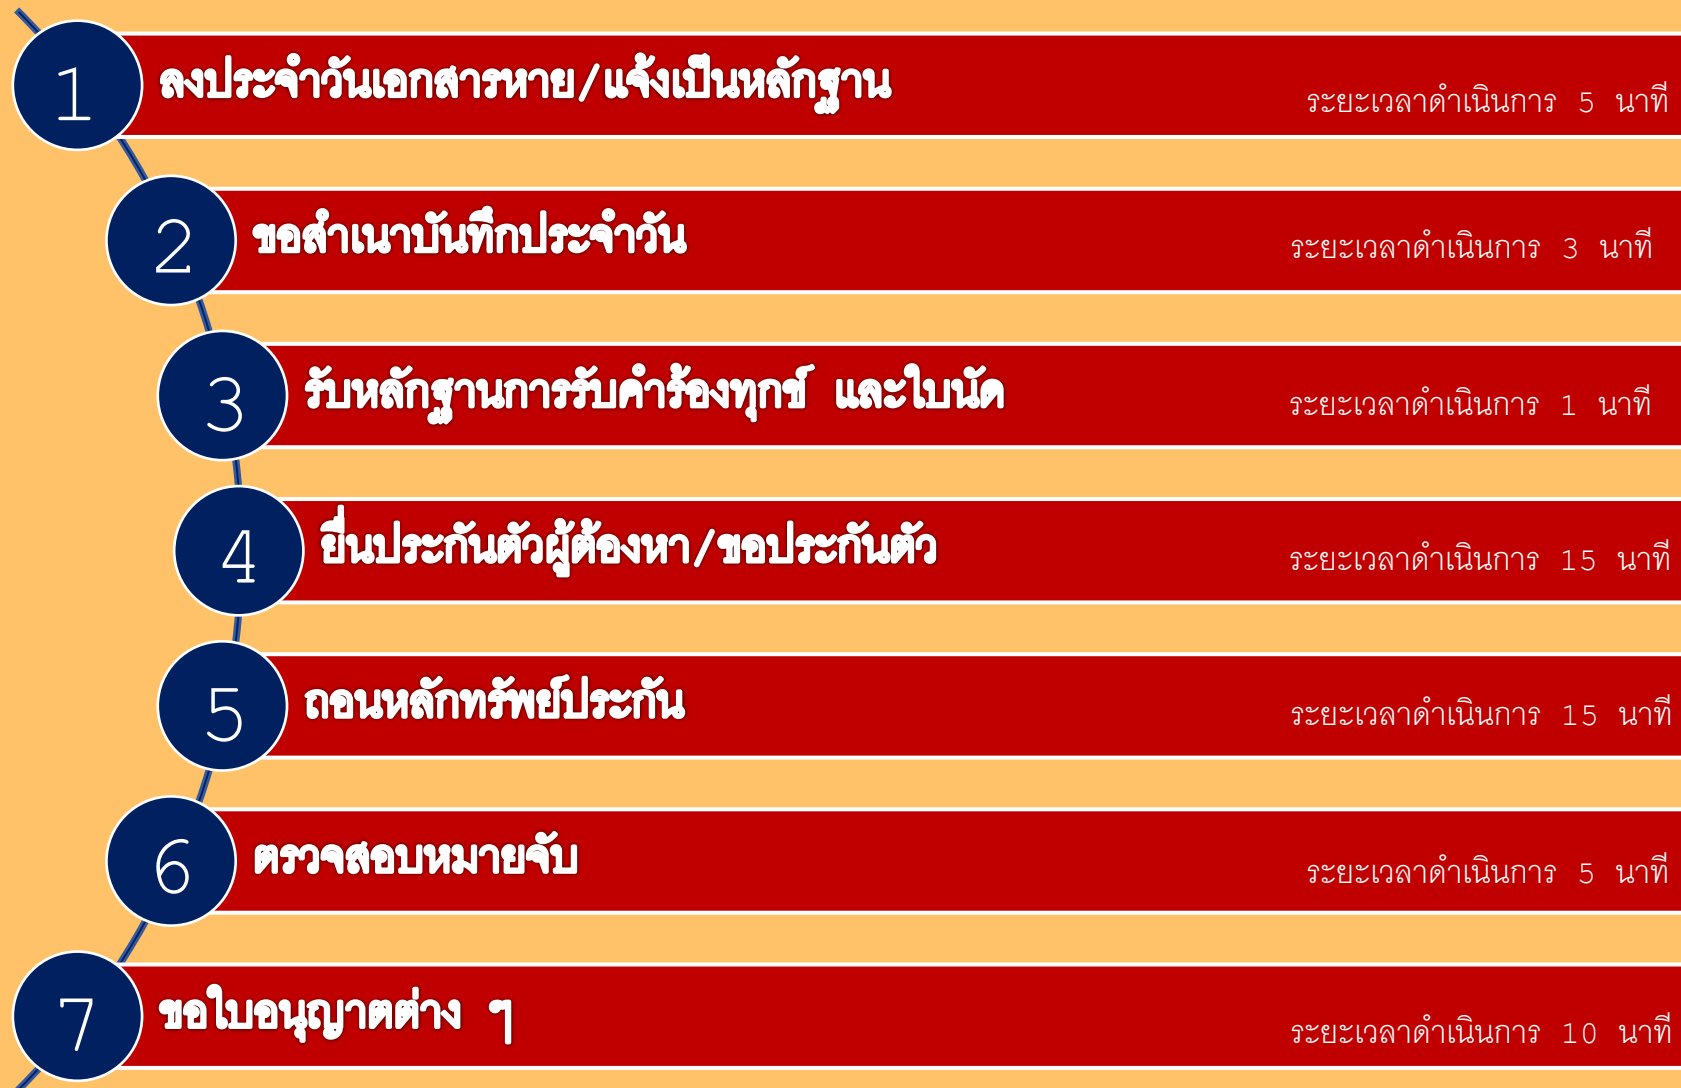 1 ลงประจำวันเอกสารหาย/แจ้งเป็นหลักฐาน ระยะเวลาดำเนินการ 5 นาที
2 ขอสำเนาบันทึกประจำวัน ระยะเวลาดำเนินการ 3 นาที
3 รับหลักฐานการรับคำร้องทุกข์ และใบนัด ระยะเวลาดำเนินการ 1 นาที
4 ยื่นประกันตัวผู้ต้องหา/ขอประกันตัว ระยะเวลาดำเนินการ 15 นาที
5 ถอนหลักทรัพย์ประกัน ระยะเวลาดำเนินการ 15 นาที
6 ตรวจสอบหมายจับ ระยะเวลาดำเนินการ 5 นาที
7 ขอใบอนุญาตต่าง ๆ ระยะเวลาดำเนินการ 10 นาที